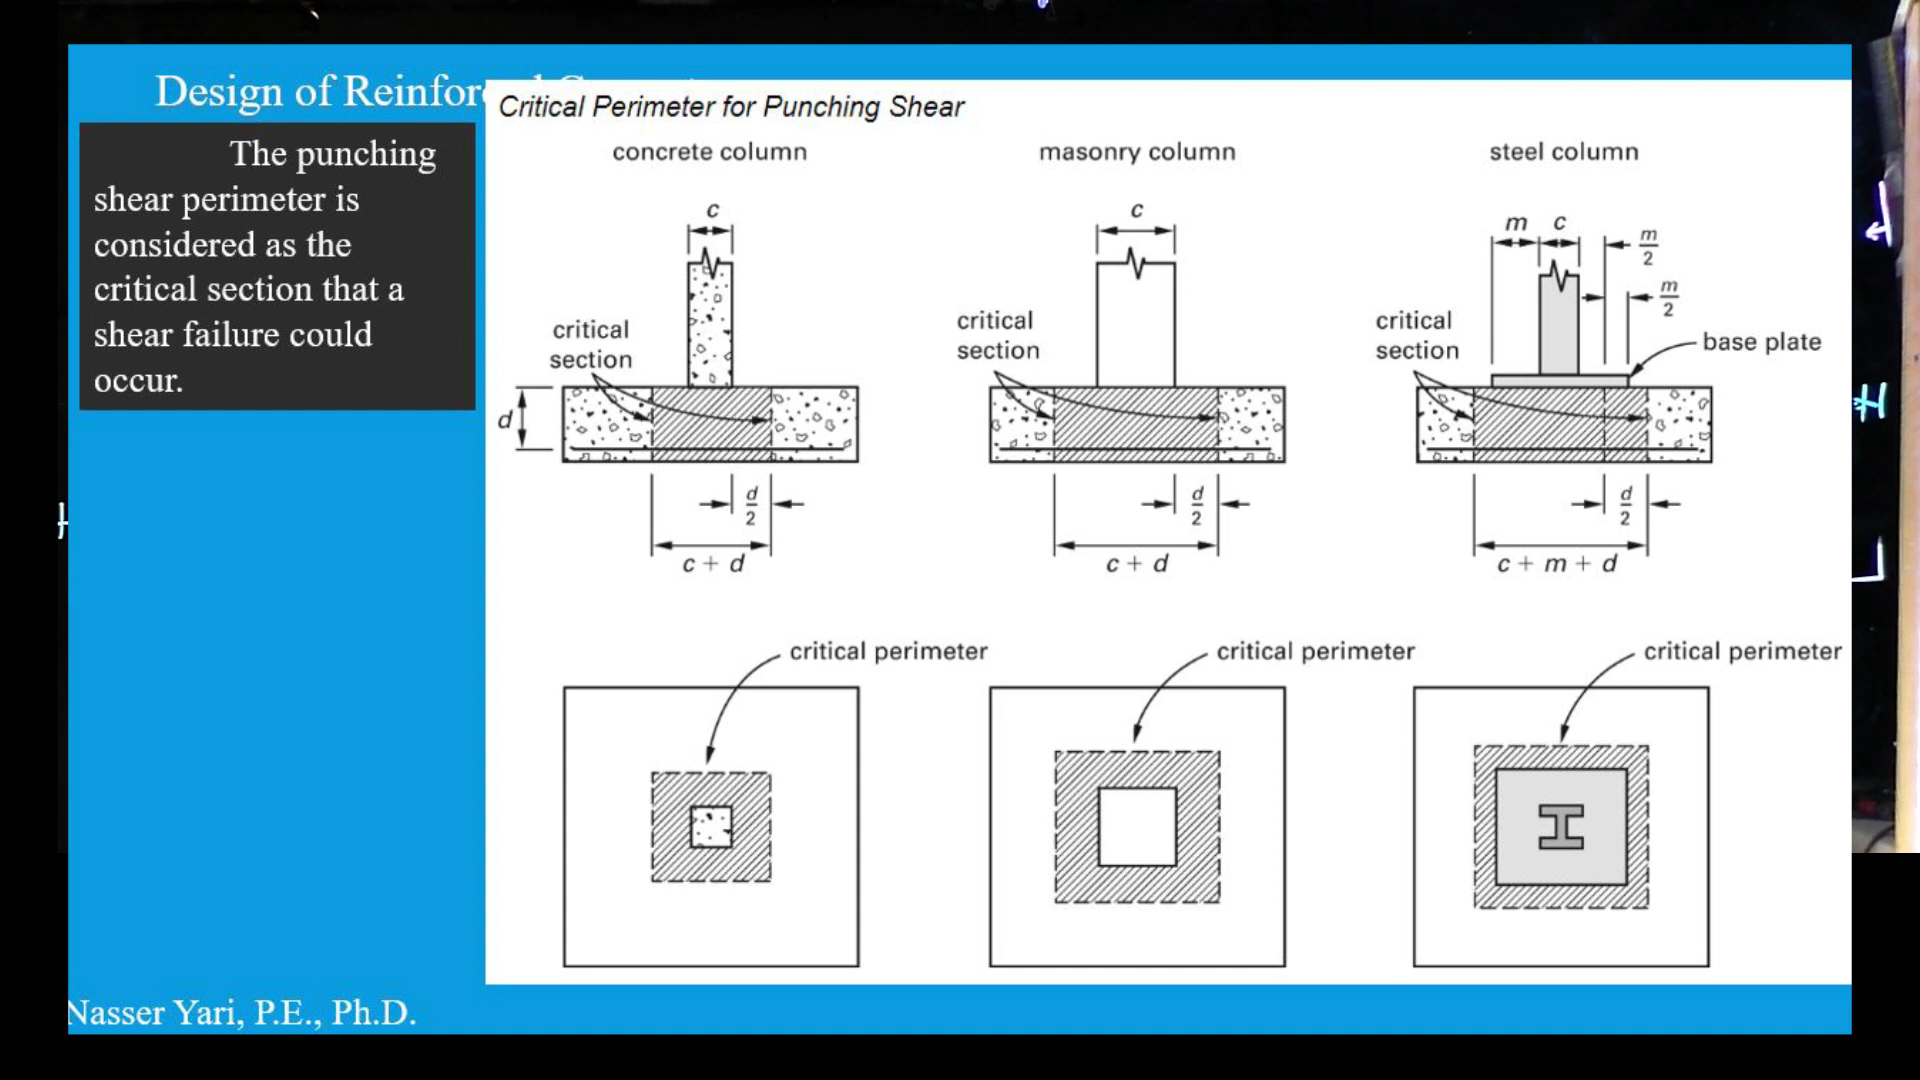 Design of Reinfor
The punching
shear perimeter is
considered as the
critical section that a
shear failure could
occur.
Critical Perimeter for Punching Shear
concrete column
masonry column
steel column
c
c
m
c
m
2
m
2
critical
section
critical
section
critical
section
base plate
d
d
2
d
2
d
2
c + d
c + d
c + m + d
critical perimeter
critical perimeter
critical perimeter
Nasser Yari, P.E., Ph.D.